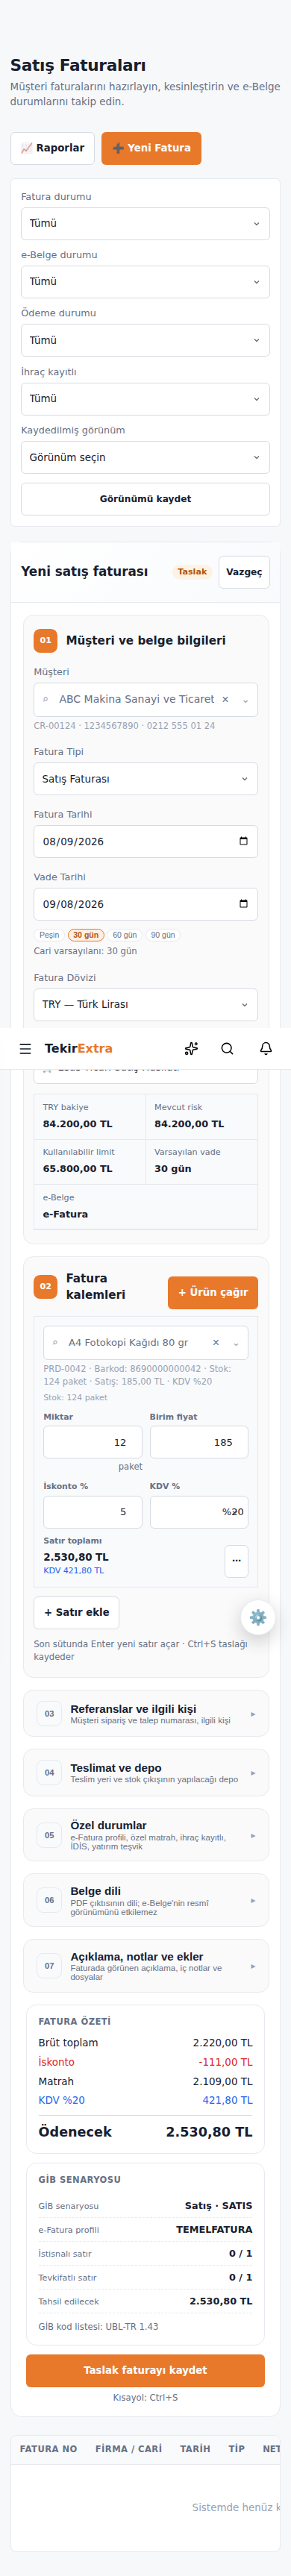 Satış Faturaları
Müşteri faturalarını hazırlayın, kesinleştirin ve e-Belge
durumlarını takip edin.
📈 Raporlar
➕ Yeni Fatura
Fatura durumu
Tümü
e-Belge durumu
Tümü
Ödeme durumu
Tümü
İhraç kayıtlı
Tümü
Kaydedilmiş görünüm
Görünüm seçin
Görünümü kaydet
Yeni satış faturası
Taslak
Vazgeç
01
Müşteri ve belge bilgileri
Müşteri
ABC Makina Sanayi ve Ticaret
CR-00124 · 1234567890 · 0212 555 01 24
Fatura Tipi
Satış Faturası
Fatura Tarihi
08/09/2026
Vade Tarihi
09/08/2026
Peşin 30 gün 60 gün 90 gün
Cari varsayılanı: 30 gün
Fatura Dövizi
TRY — Türk Lirası
TekirExtra
TRY bakiye
84.200,00 TL
Mevcut risk
84.200,00 TL
Kullanılabilir limit
65.800,00 TL
Varsayılan vade
30 gün
e-Belge
e-Fatura
02
Fatura
kalemleri
+ Ürün çağır
A4 Fotokopi Kağıdı 80 gr
PRD-0042 · Barkod: 8690000000042 · Stok:
124 paket · Satış: 185,00 TL · KDV %20
Stok: 124 paket
Miktar
12
paket
Birim fiyat
185
İskonto %
5
KDV %
%20
Satır toplamı
2.530,80 TL
KDV 421,80 TL
...
+ Satır ekle
Son sütunda Enter yeni satır açar · Ctrl+S taslağı
kaydeder
03
Referanslar ve ilgili kişi
Müşteri sipariş ve talep numarası, ilgili kişi
04
Teslimat ve depo
Teslim yeri ve stok çıkışının yapılacağı depo
05
Özel durumlar
e-Fatura profili, özel matrah, ihraç kayıtlı,
İDİS, yatırım teşvik
06
Belge dili
PDF çıktısının dili; e-Belge'nin resmî
görünümünü etkilemez
07
Açıklama, notlar ve ekler
Faturada görünen açıklama, iç notlar ve
dosyalar
FATURA ÖZETİ
Brüt toplam 2.220,00 TL
İskonto -111,00 TL
Matrah 2.109,00 TL
KDV %20 421,80 TL
Ödenecek 2.530,80 TL
GİB SENARYOSU
GİB senaryosu Satış · SATIS
e-Fatura profili TEMELFATURA
İstisnalı satır 0 / 1
Tevkifatlı satır 0 / 1
Tahsil edilecek 2.530,80 TL
GİB kod listesi: UBL-TR 1.43
Taslak faturayı kaydet
Kısayol: Ctrl+S
FATURA NO FİRMA / CARİ TARİH TİP NET
Sistemde henüz k